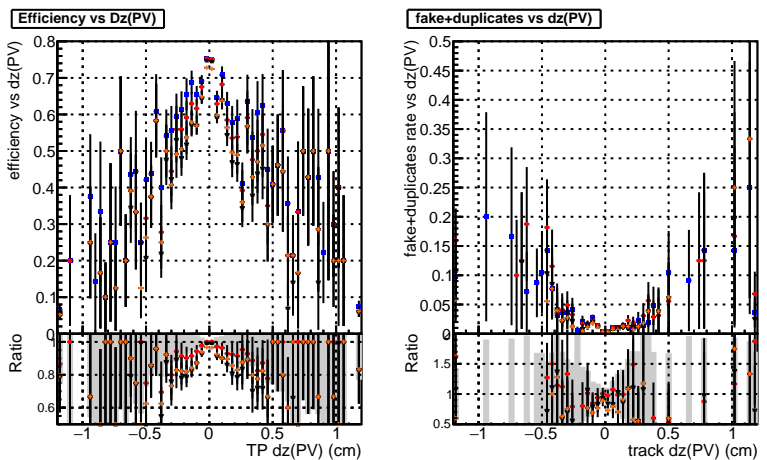 Efficiency vs Dz(PV)
efficiency vs dz(PV)
0.8
0.7
0.6
0.5
0.4
0.3
0.2
0.1
0
Ratio
1
0.8
0.6
−1 −0.5 0 0.5 1
TP dz(PV) (cm)
fake+duplicates vs dz(PV)
fake+duplicates rate vs dz(PV)
0.5
0.45
0.4
0.35
0.3
0.25
0.2
0.15
0.1
0.05
0
Ratio
1.5
1
0.5
−1 −0.5 0 0.5 1
track dz(PV) (cm)